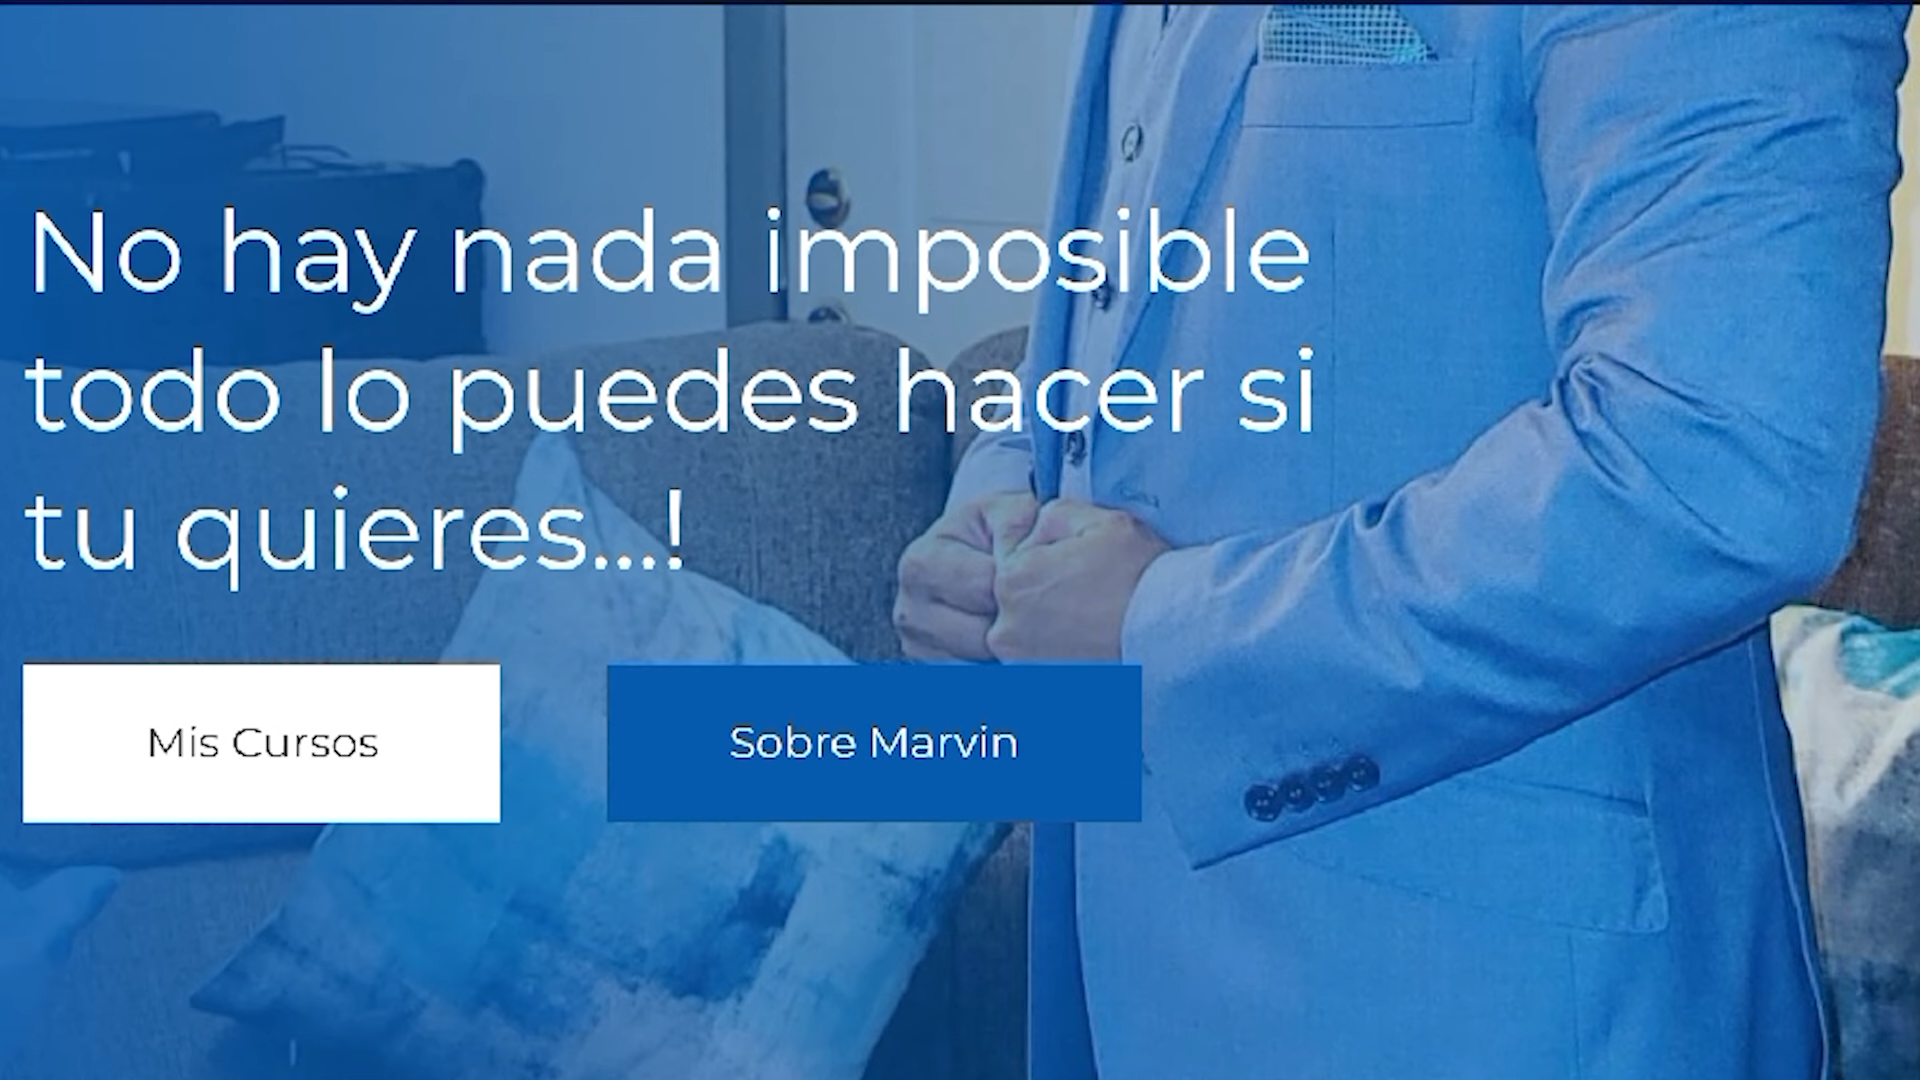 No hay nada imposible
todo lo puedes hacer si
tu quieres...!
Mis Cursos
Sobre Marvin